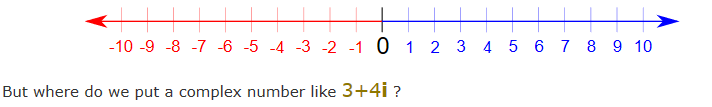 -10 -9 -8 -7 -6 -5 -4 -3 -2 -1 0 1 2 3 4 5 6 7 8 9 10
But where do we put a complex number like 3+4i ?